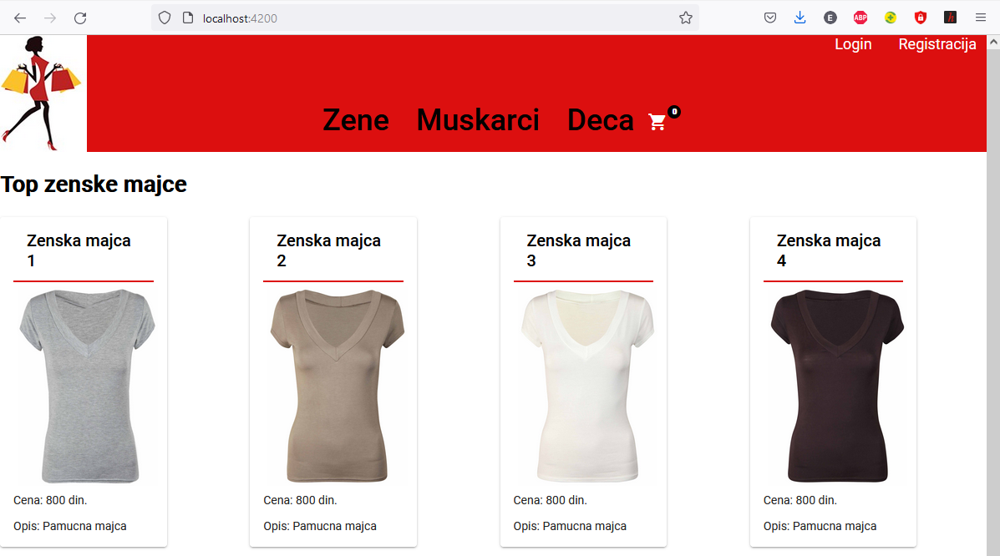 localhost:4200
E
ABP
h
Login Registracija
Zene Muskarci Deca 0
Top zenske majce
Zenska majca
1
Zenska majca
2
Zenska majca
3
Zenska majca
4
Cena: 800 din.
Opis: Pamucna majca
Cena: 800 din.
Opis: Pamucna majca
Cena: 800 din.
Opis: Pamucna majca
Cena: 800 din.
Opis: Pamucna majca